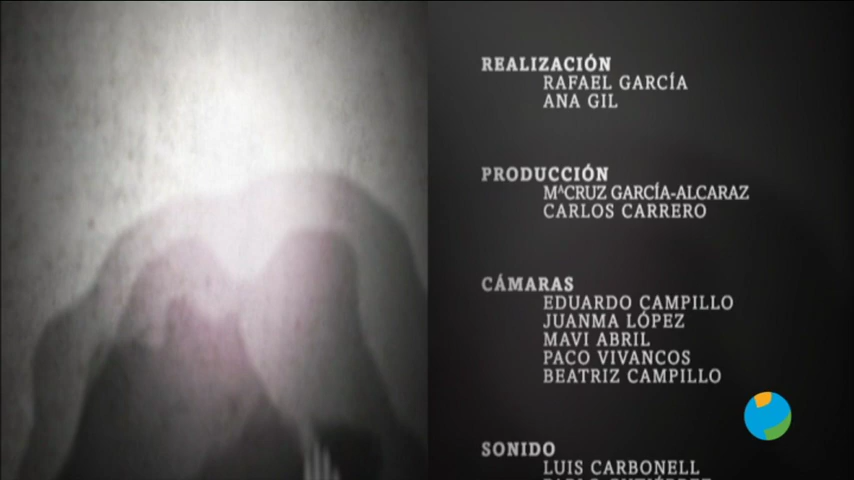 REALIZACIÓN
RAFAEL GARCÍA
ANA GIL
PRODUCCIÓN
MªCRUZ GARCÍA-ALCARAZ
CARLOS CARRERO
CÁMARAS
EDUARDO CAMPILLO
JUANMA LÓPEZ
MAVI ABRIL
PACO VIVANCOS
BEATRIZ CAMPILLO
SONIDO
LUIS CARBONELL